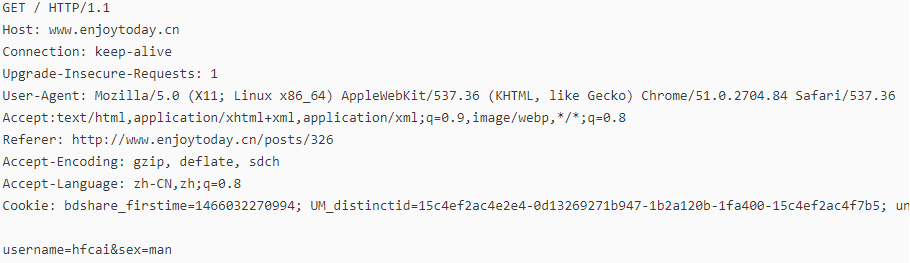 GET / HTTP/1.1
Host: www.enjoytoday.cn
Connection: keep-alive
Upgrade-Insecure-Requests: 1
User-Agent: Mozilla/5.0 (X11; Linux x86_64) AppleWebKit/537.36 (KHTML, like Gecko) Chrome/51.0.2704.84 Safari/537.36
Accept:text/html,application/xhtml+xml,application/xml;q=0.9,image/webp,*/*;q=0.8
Referer: http://www.enjoytoday.cn/posts/326
Accept-Encoding: gzip, deflate, sdch
Accept-Language: zh-CN,zh;q=0.8
Cookie: bdshare_firstime=1466032270994; UM_distinctid=15c4ef2ac4e2e4-0d13269271b947-1b2a120b-1fa400-15c4ef2ac4f7b5; un
username=hfcai&sex=man